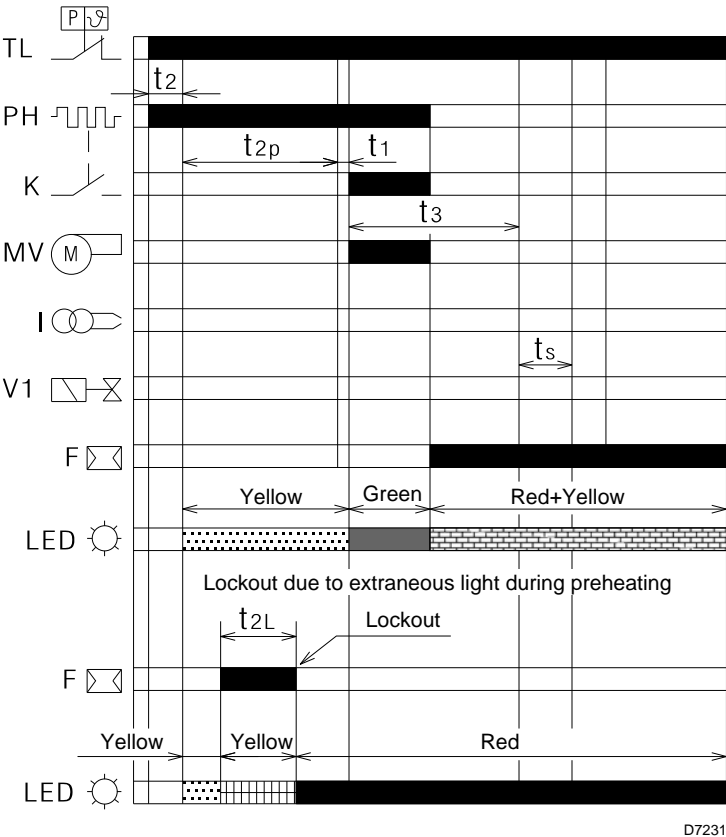 P ϑ
TL
t2
PH
t2p
t1
K
t3
MV
M
I
ts
V1
F
Yellow
Green
Red+Yellow
LED
Lockout due to extraneous light during preheating
t2L
Lockout
F
Yellow
Yellow
Red
LED
D7231